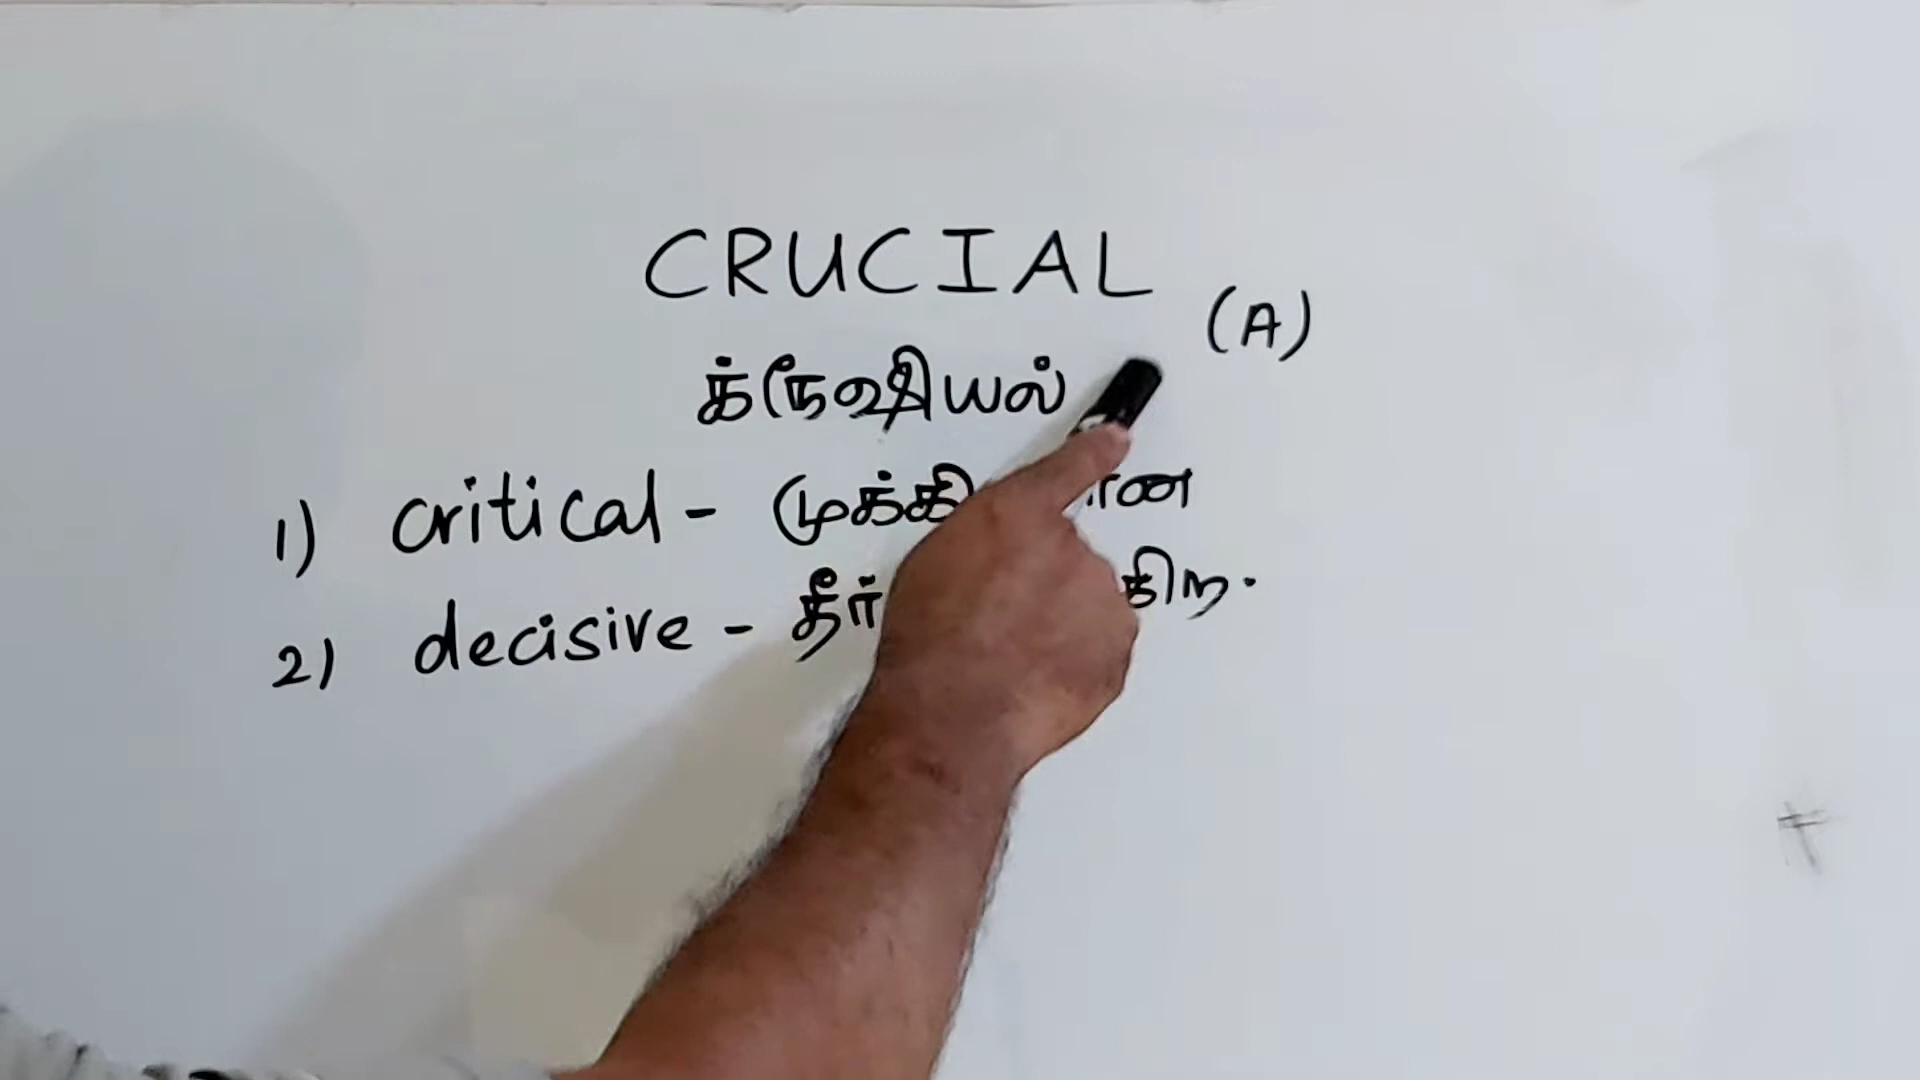 CRUCIAL
(A)
க்ரூஷியல்
1) critical -
2) decisive -